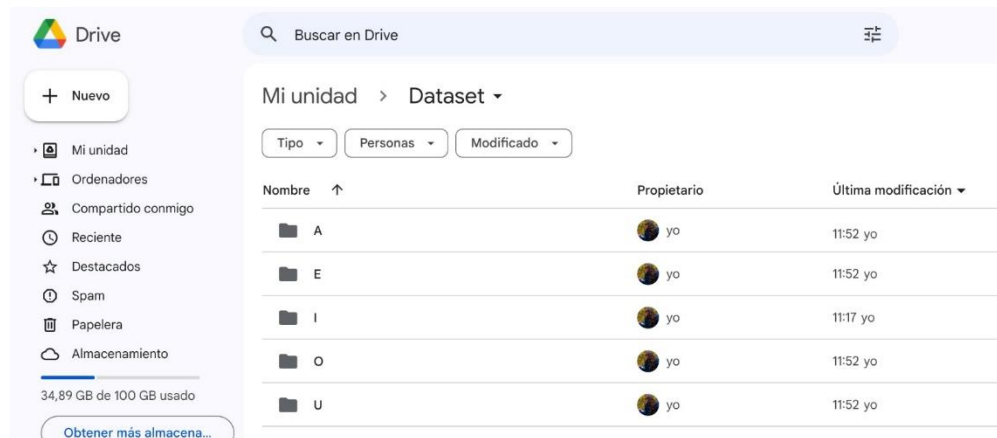 Drive
Buscar en Drive
Nuevo
Mi unidad
Ordenadores
Compartido conmigo
Reciente
Destacados
Spam
Papelera
Almacenamiento
34,89 GB de 100 GB usado
Obtener más almacena...
Mi unidad > Dataset
Tipo Personas Modificado
Nombre Propietario Última modificación
A yo 11:52 yo
E yo 11:52 yo
I yo 11:17 yo
O yo 11:52 yo
U yo 11:52 yo